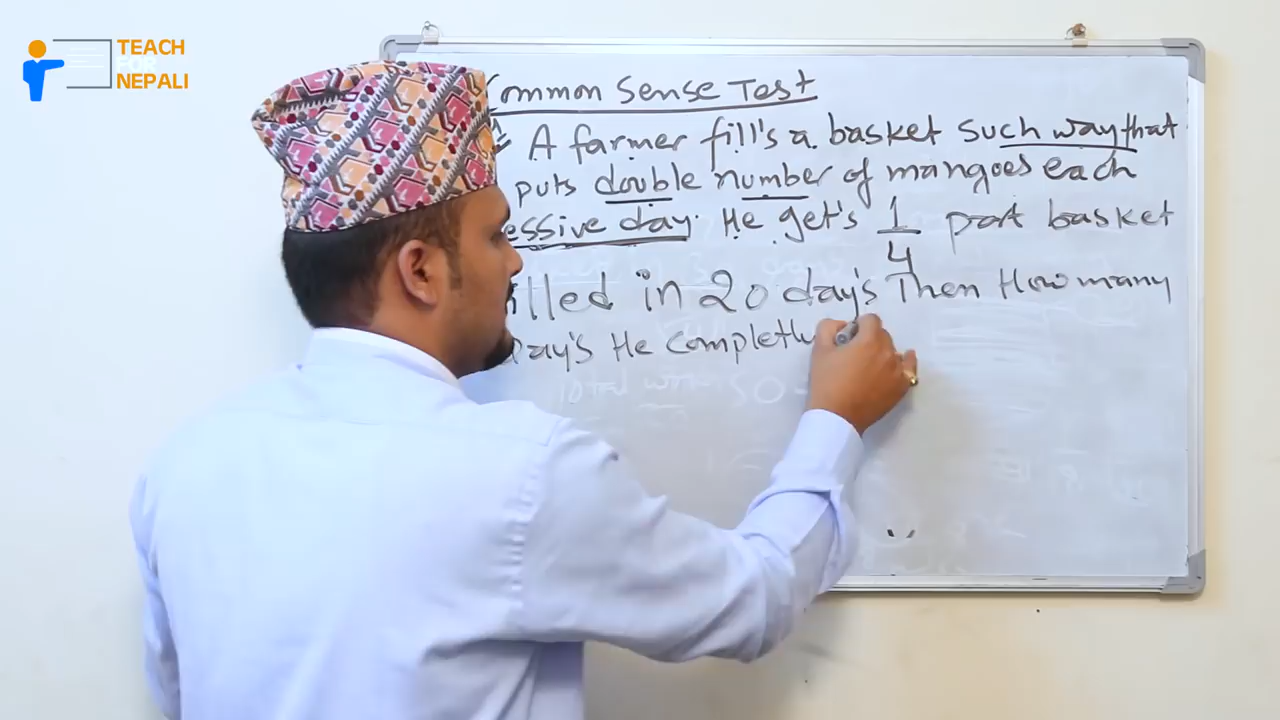 TEACH
FOR
NEPALI
ommon Sense Test
A farmer fill's a basket such way that
puts double number of mangoes each
essive day. He get's 1/4 part basket
illed in 20 day's Then How many
Day's He completly